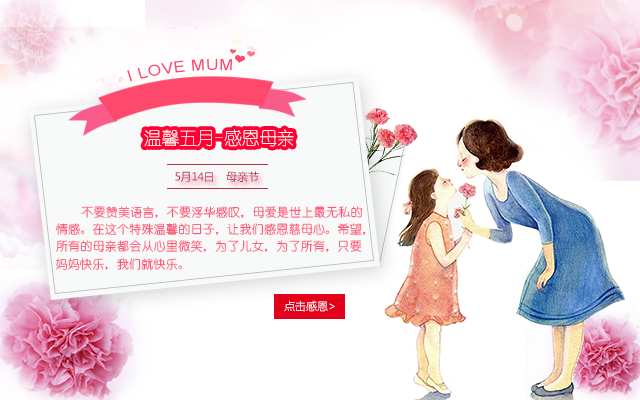 I LOVE MUM
温馨五月-感恩母亲
5月14日 母亲节
不要赞美语言，不要浮华感叹，母爱是世上最无私的
情感。在这个特殊温馨的日子，让我们感恩慈母心。希望，
所有的母亲都会从心里微笑，为了儿女，为了所有，只要
妈妈快乐，我们就快乐。
点击感恩>